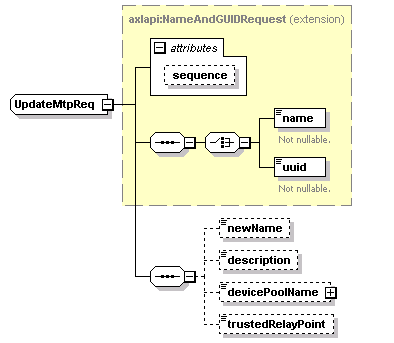 axlapi:NameAndGUIDRequest (extension)
attributes
sequence
UpdateMtpReq
name
Not nullable.
uuid
Not nullable.
newName
description
devicePoolName
trustedRelayPoint